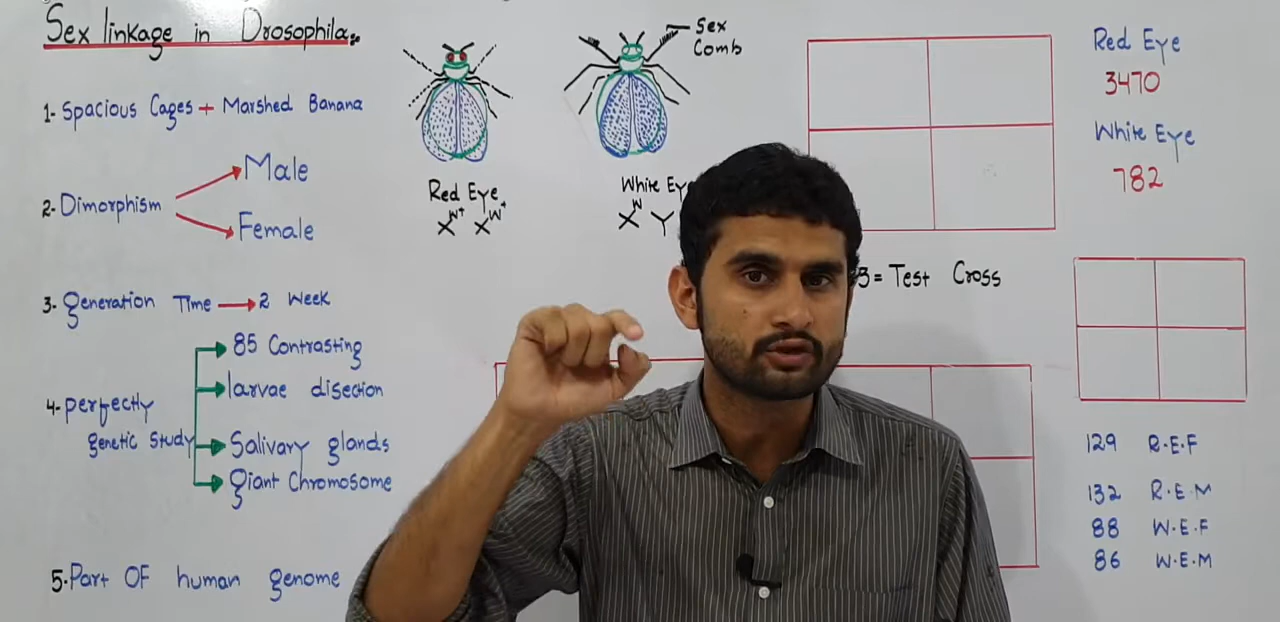 Sex linkage in Drosophila.
1- Spacious Cages + Marshed Banana
2- Dimorphism
Male
Female
3- Generation Time → 2 Week
4- Perfectly
genetic Study
85 Contrasting
larvae disection
Salivary glands
giant Chromosome
5- Part OF human genome
Sex
Comb
Red Eye
X^W+ X^W+
White Eye
X^W Y
= Test Cross
Red Eye
3470
White Eye
782
129 R.E.F
132 R.E.M
88 W.E.F
86 W.E.M